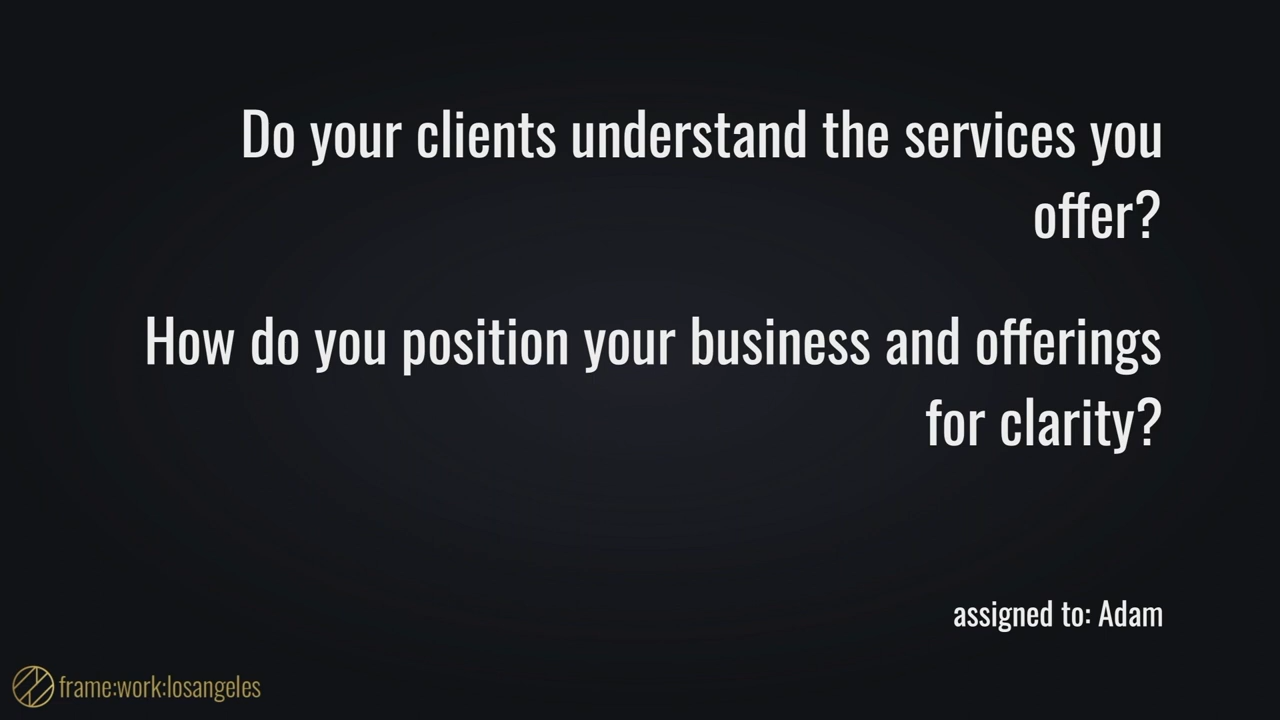 Do your clients understand the services you
offer?
How do you position your business and offerings
for clarity?
assigned to: Adam
frame:work:losangeles